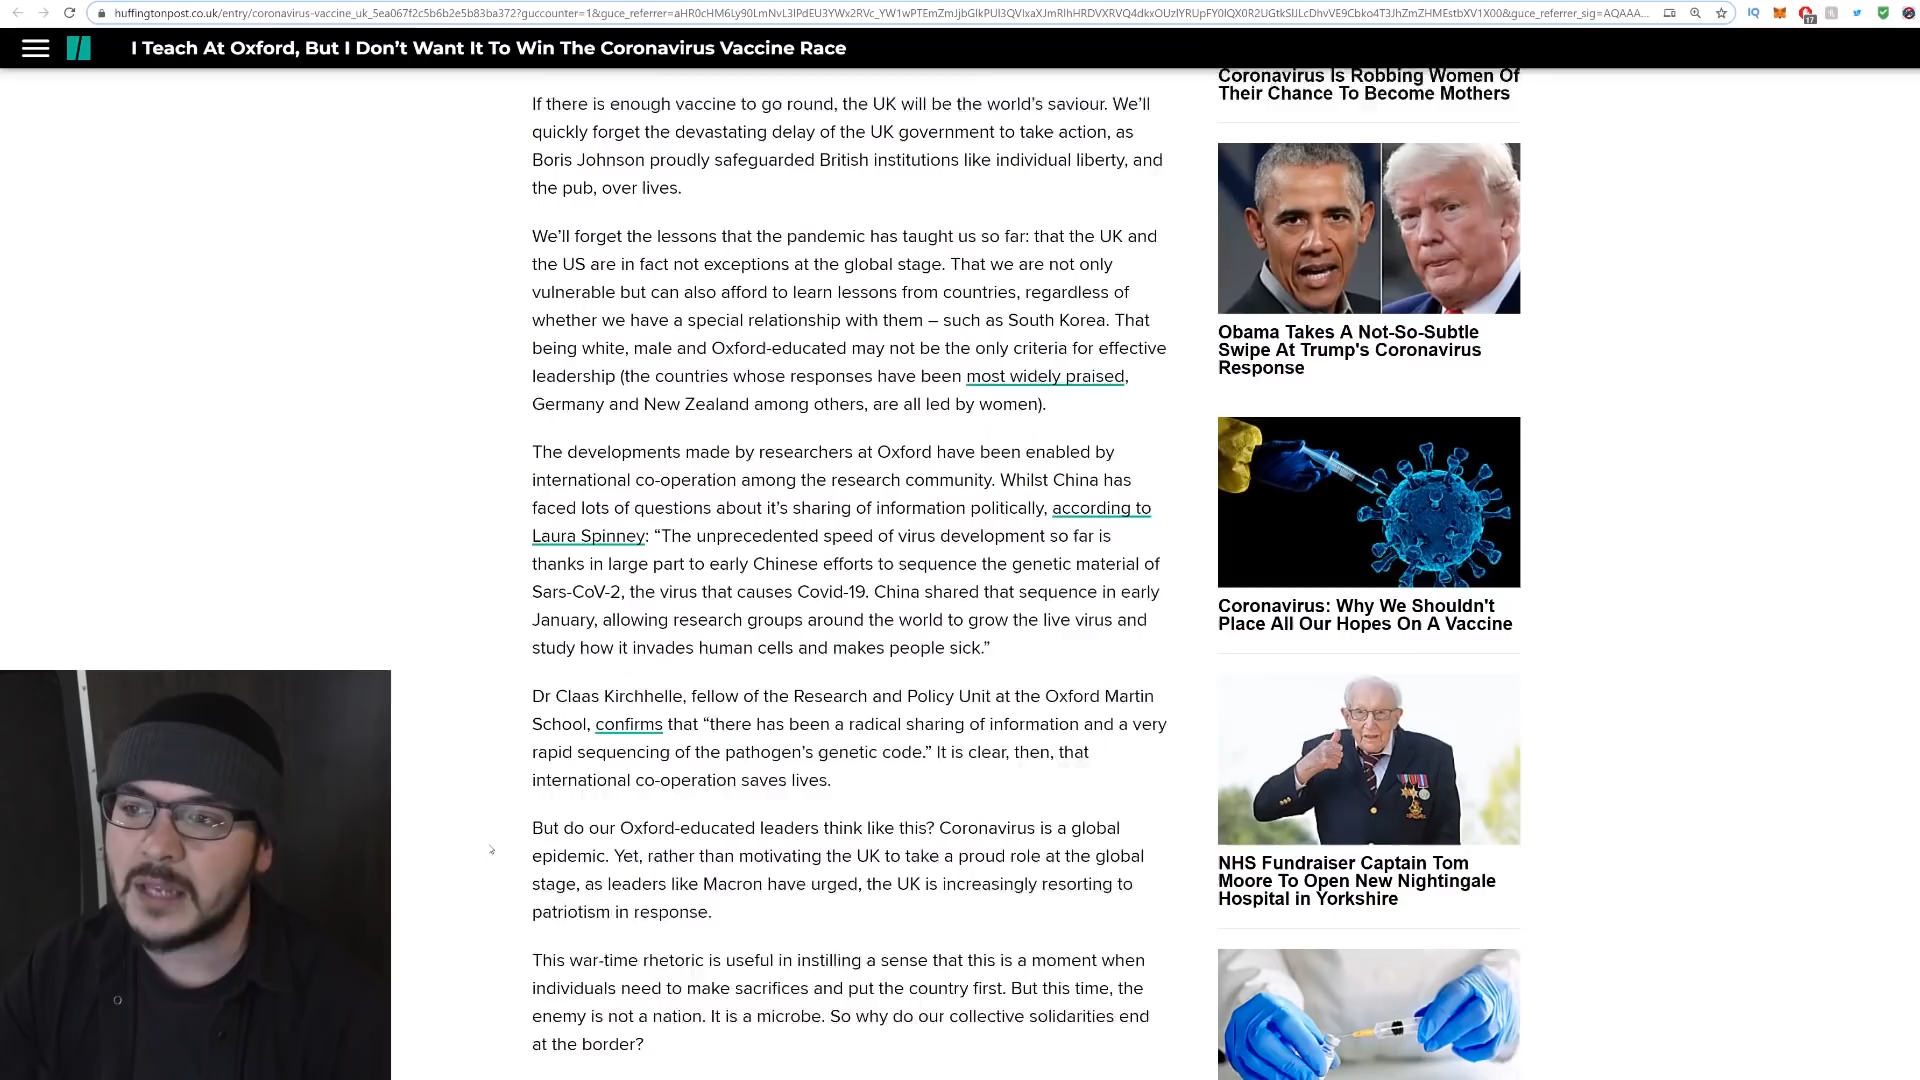 huffingtonpost.co.uk/entry/coronavirus-vaccine_uk_5ea067f2c5b6b2e5b83ba372?guccounter=1&guce_referrer=
I Teach At Oxford, But I Don’t Want It To Win The Coronavirus Vaccine Race
If there is enough vaccine to go round, the UK will be the world’s saviour. We’ll
quickly forget the devastating delay of the UK government to take action, as
Boris Johnson proudly safeguarded British institutions like individual liberty, and
the pub, over lives.
We’ll forget the lessons that the pandemic has taught us so far: that the UK and
the US are in fact not exceptions at the global stage. That we are not only
vulnerable but can also afford to learn lessons from countries, regardless of
whether we have a special relationship with them – such as South Korea. That
being white, male and Oxford-educated may not be the only criteria for effective
leadership (the countries whose responses have been most widely praised,
Germany and New Zealand among others, are all led by women).
The developments made by researchers at Oxford have been enabled by
international co-operation among the research community. Whilst China has
faced lots of questions about it’s sharing of information politically, according to
Laura Spinney: “The unprecedented speed of virus development so far is
thanks in large part to early Chinese efforts to sequence the genetic material of
Sars-CoV-2, the virus that causes Covid-19. China shared that sequence in early
January, allowing research groups around the world to grow the live virus and
study how it invades human cells and makes people sick.”
Dr Claas Kirchhelle, fellow of the Research and Policy Unit at the Oxford Martin
School, confirms that “there has been a radical sharing of information and a very
rapid sequencing of the pathogen’s genetic code.” It is clear, then, that
international co-operation saves lives.
But do our Oxford-educated leaders think like this? Coronavirus is a global
epidemic. Yet, rather than motivating the UK to take a proud role at the global
stage, as leaders like Macron have urged, the UK is increasingly resorting to
patriotism in response.
This war-time rhetoric is useful in instilling a sense that this is a moment when
individuals need to make sacrifices and put the country first. But this time, the
enemy is not a nation. It is a microbe. So why do our collective solidarities end
at the border?
Coronavirus Is Robbing Women Of
Their Chance To Become Mothers
Obama Takes A Not-So-Subtle
Swipe At Trump's Coronavirus
Response
Coronavirus: Why We Shouldn't
Place All Our Hopes On A Vaccine
NHS Fundraiser Captain Tom
Moore To Open New Nightingale
Hospital in Yorkshire